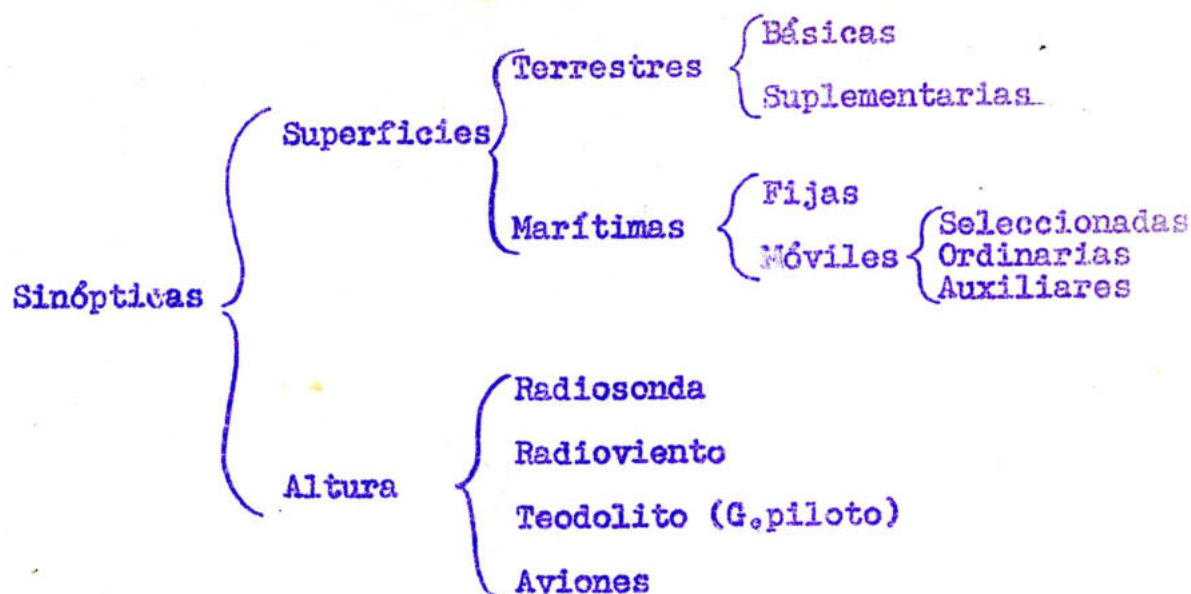 Básicas
Terrestres
Suplementarias
Superficies
Fijas
Marítimas
Seleccionadas
Móviles
Ordinarias
Auxiliares
Sinópticas
Radiosonda
Radioviento
Altura
Teodolito (G.piloto)
Aviones